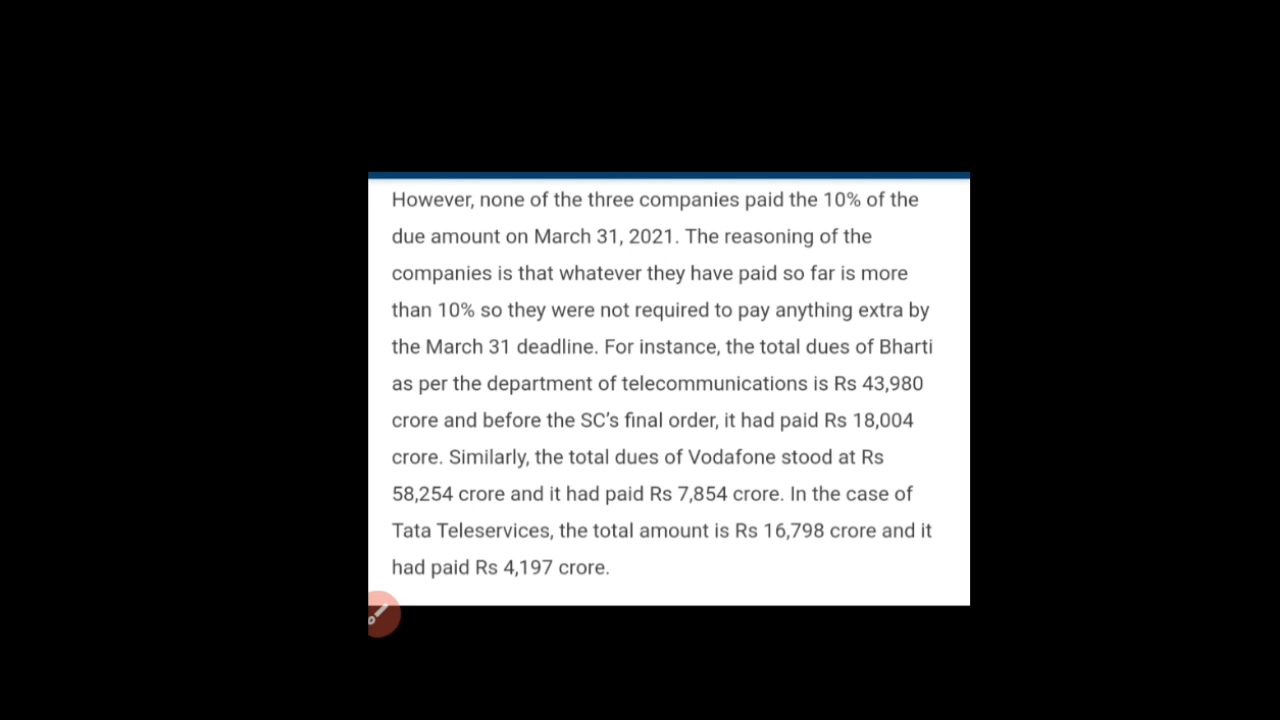 However, none of the three companies paid the 10% of the
due amount on March 31, 2021. The reasoning of the
companies is that whatever they have paid so far is more
than 10% so they were not required to pay anything extra by
the March 31 deadline. For instance, the total dues of Bharti
as per the department of telecommunications is Rs 43,980
crore and before the SC’s final order, it had paid Rs 18,004
crore. Similarly, the total dues of Vodafone stood at Rs
58,254 crore and it had paid Rs 7,854 crore. In the case of
Tata Teleservices, the total amount is Rs 16,798 crore and it
had paid Rs 4,197 crore.